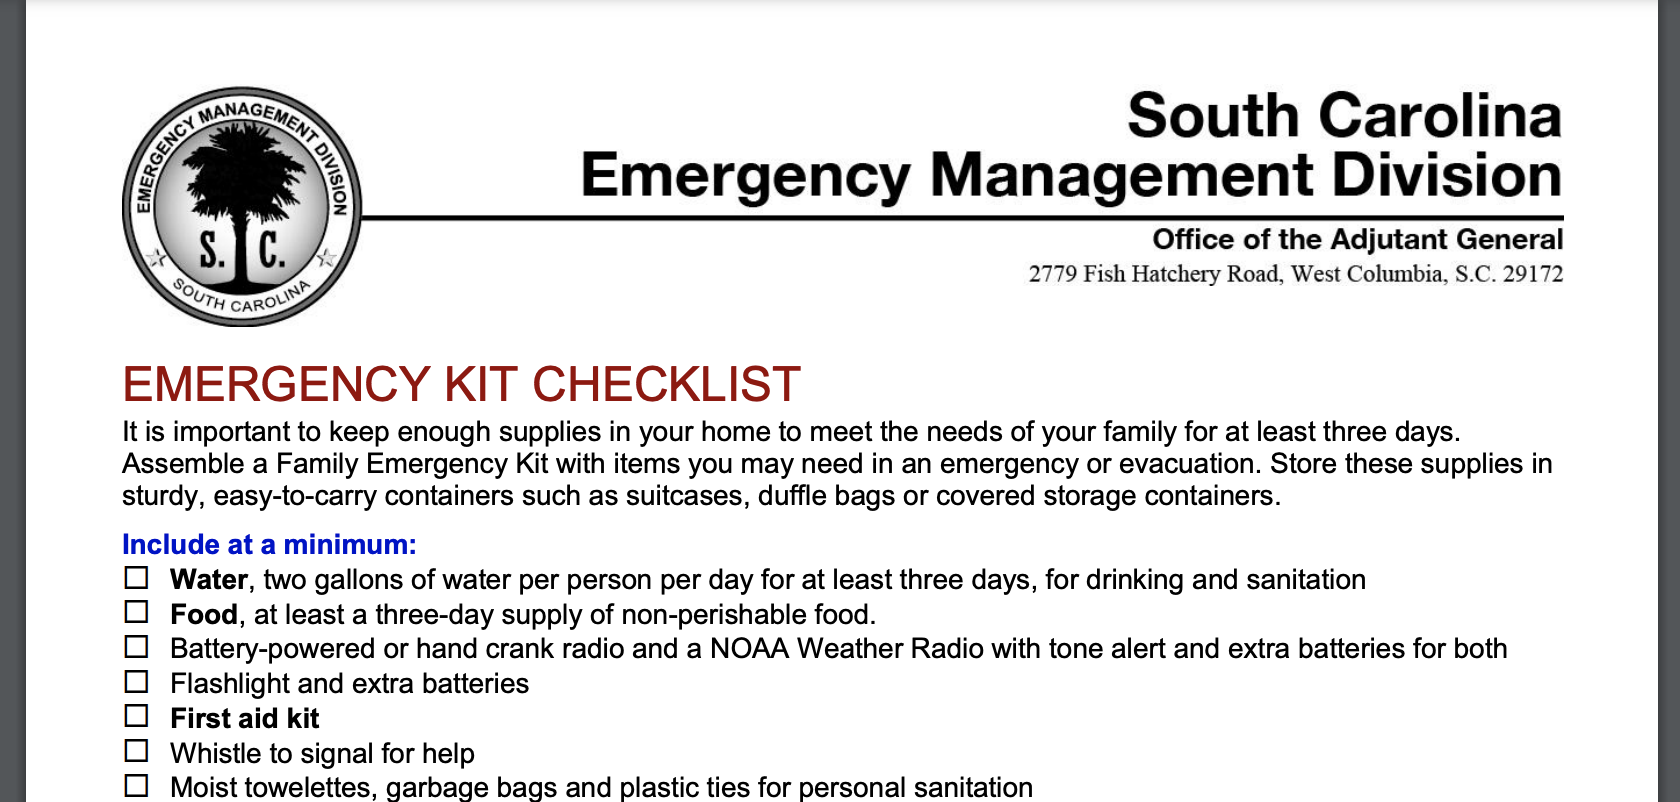 EMERGENCY MANAGEMENT DIVISION
S. C.
SOUTH CAROLINA
South Carolina
Emergency Management Division
Office of the Adjutant General
2779 Fish Hatchery Road, West Columbia, S.C. 29172
EMERGENCY KIT CHECKLIST
It is important to keep enough supplies in your home to meet the needs of your family for at least three days.
Assemble a Family Emergency Kit with items you may need in an emergency or evacuation. Store these supplies in
sturdy, easy-to-carry containers such as suitcases, duffle bags or covered storage containers.
Include at a minimum:
☐ Water, two gallons of water per person per day for at least three days, for drinking and sanitation
☐ Food, at least a three-day supply of non-perishable food.
☐ Battery-powered or hand crank radio and a NOAA Weather Radio with tone alert and extra batteries for both
☐ Flashlight and extra batteries
☐ First aid kit
☐ Whistle to signal for help
☐ Moist towelettes, garbage bags and plastic ties for personal sanitation